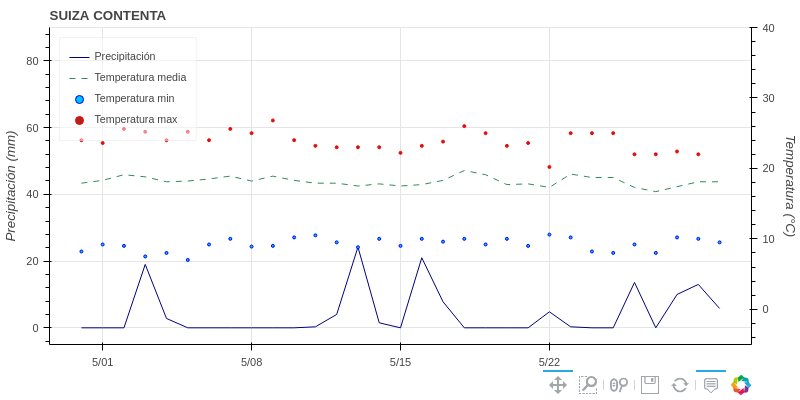 SUIZA CONTENTA
Precipitación
Temperatura media
Temperatura min
Temperatura max
Precipitación (mm)
80
60
40
20
0
Temperatura (°C)
40
30
20
10
0
5/01
5/08
5/15
5/22